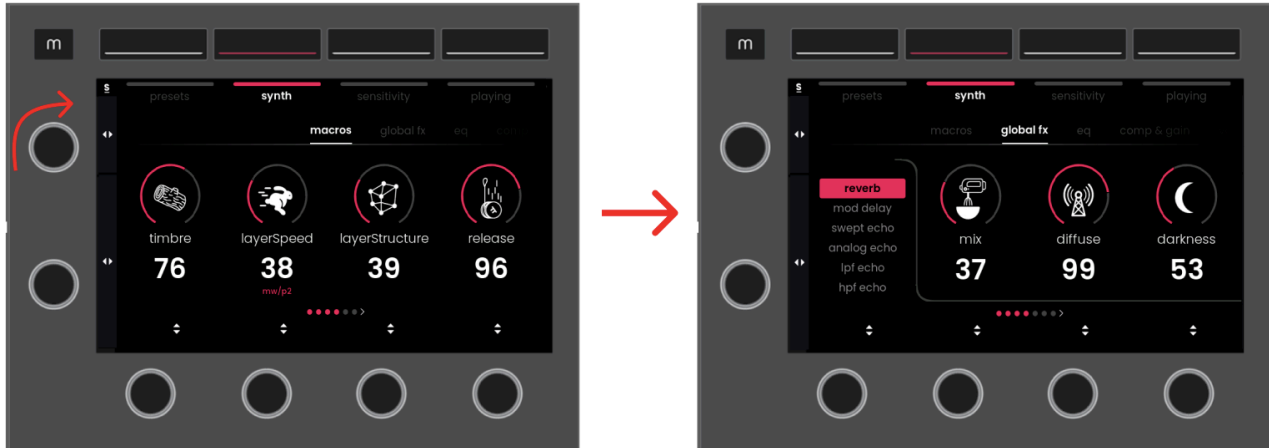 m
S
presets synth sensitivity playing
macros global fx eq
timbre layerSpeed layerStructure release
76 38 39 96
mw/p2
m
S
presets synth sensitivity playing
macros global fx eq comp & gain
reverb
mod delay
swept echo
analog echo
lpf echo
hpf echo
mix diffuse darkness
37 99 53